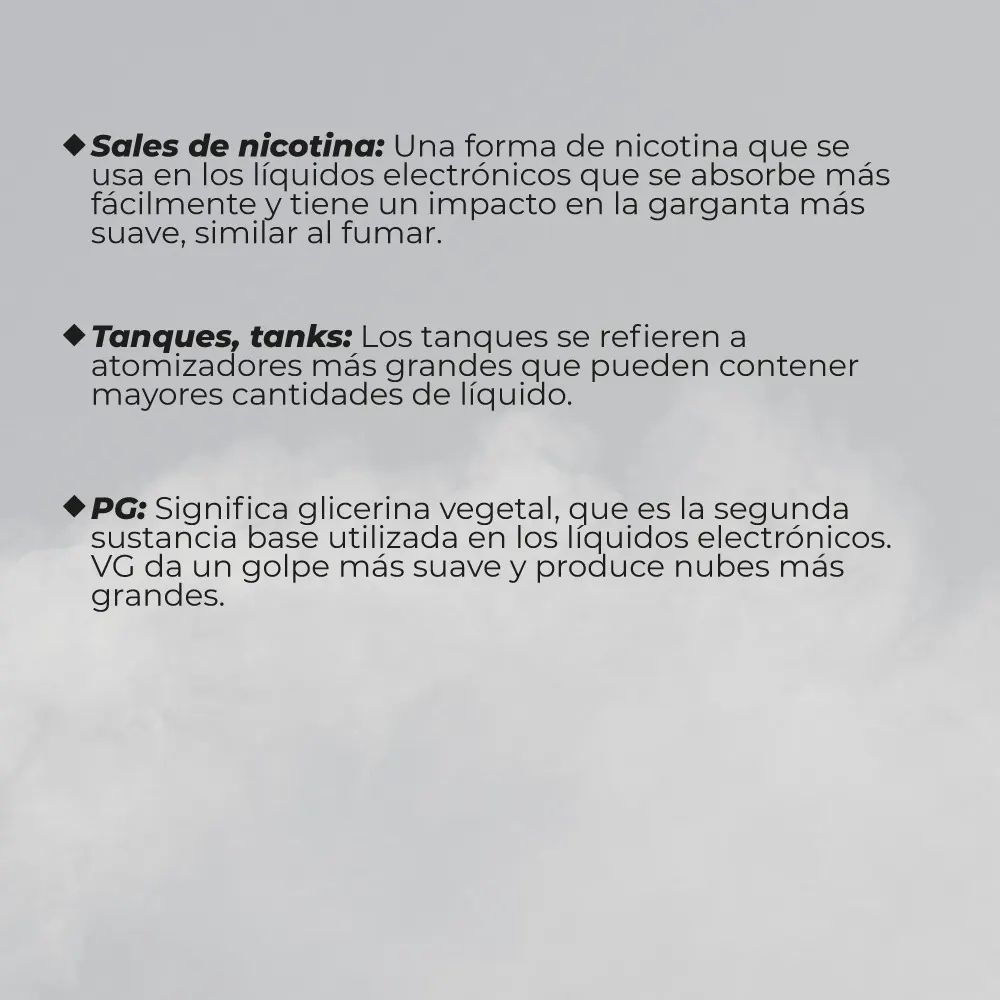 ◆ Sales de nicotina: Una forma de nicotina que se
usa en los líquidos electrónicos que se absorbe más
fácilmente y tiene un impacto en la garganta más
suave, similar al fumar.
◆ Tanques, tanks: Los tanques se refieren a
atomizadores más grandes que pueden contener
mayores cantidades de líquido.
◆ PG: Significa glicerina vegetal, que es la segunda
sustancia base utilizada en los líquidos electrónicos.
VG da un golpe más suave y produce nubes más
grandes.